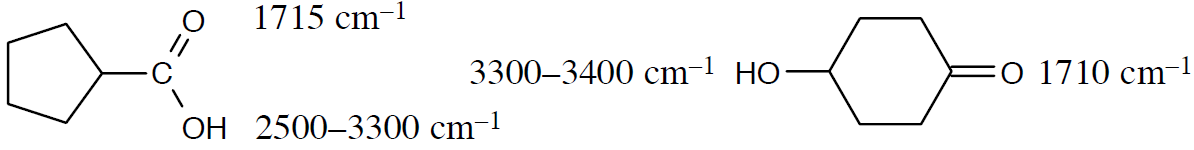 O 1715 cm⁻¹
C
OH 2500–3300 cm⁻¹
3300–3400 cm⁻¹ HO O 1710 cm⁻¹